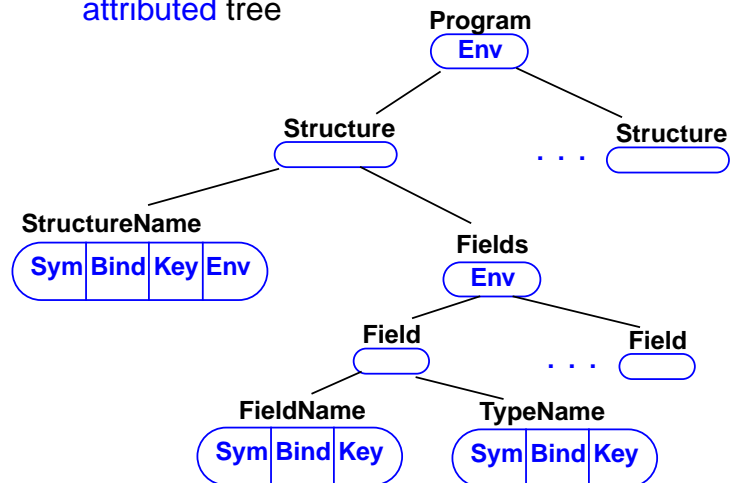 attributed tree
Program
Env
Structure
. . .
Structure
StructureName
Sym Bind Key Env
Fields
Env
Field
. . .
Field
FieldName
Sym Bind Key
TypeName
Sym Bind Key